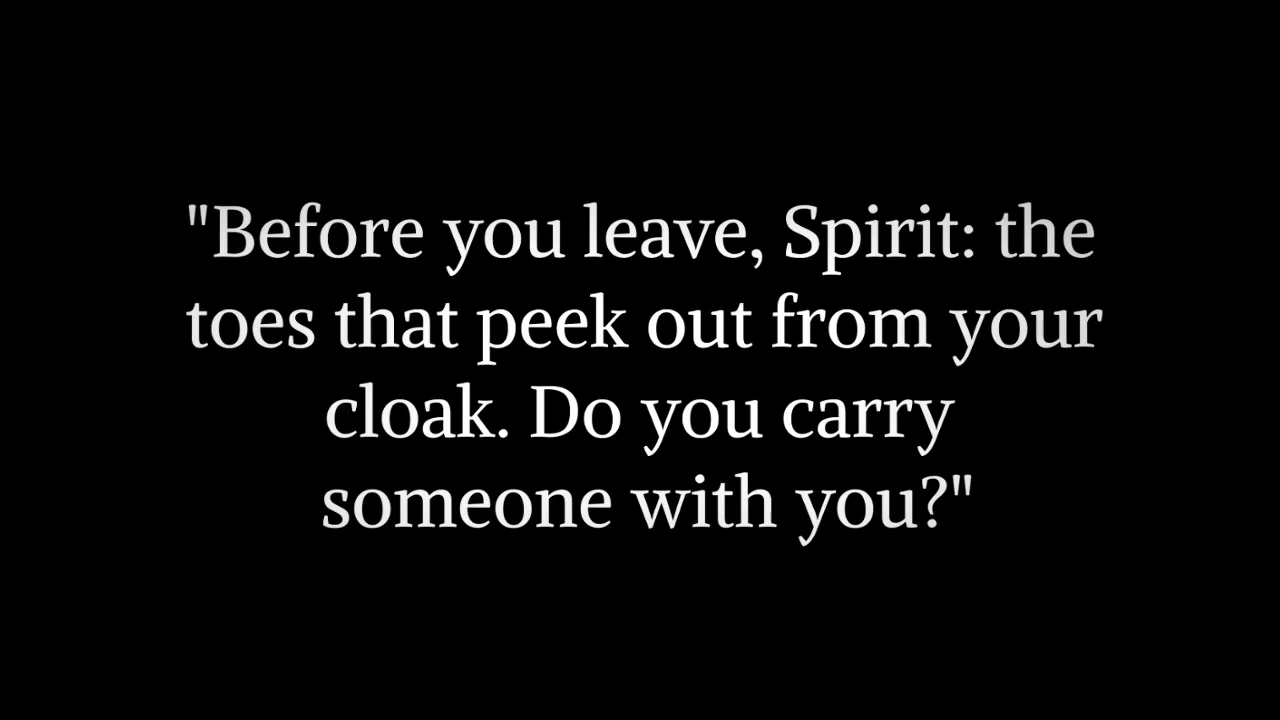 "Before you leave, Spirit: the
toes that peek out from your
cloak. Do you carry
someone with you?"